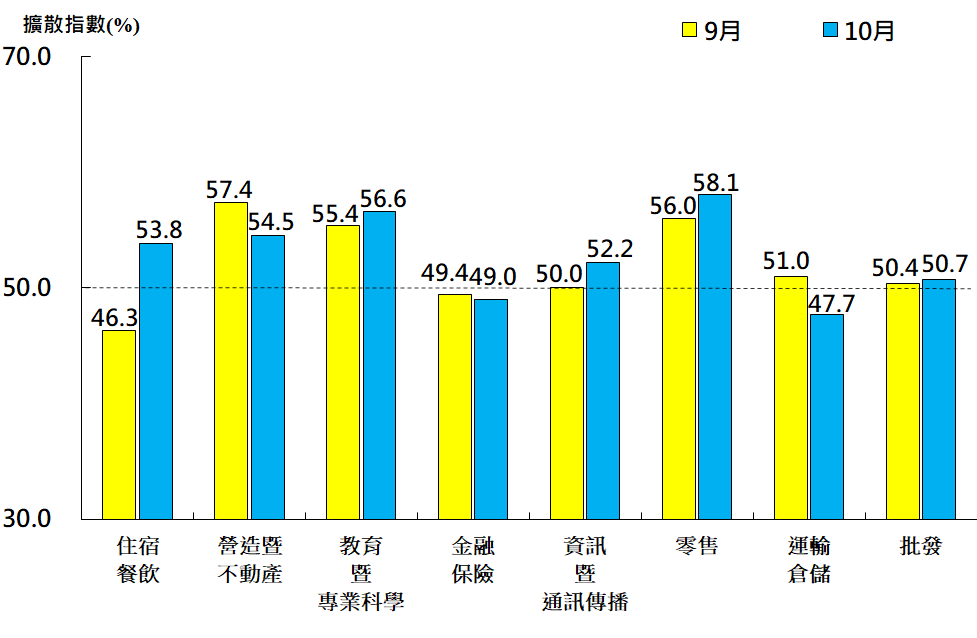 擴散指數(%)
9月
10月
70.0
50.0
30.0
46.3
53.8
57.4
54.5
55.4
56.6
49.4
49.0
50.0
52.2
56.0
58.1
51.0
47.7
50.4
50.7
住宿
餐飲
營造暨
不動產
教育
暨
專業科學
金融
保險
資訊
暨
通訊傳播
零售
運輸
倉儲
批發